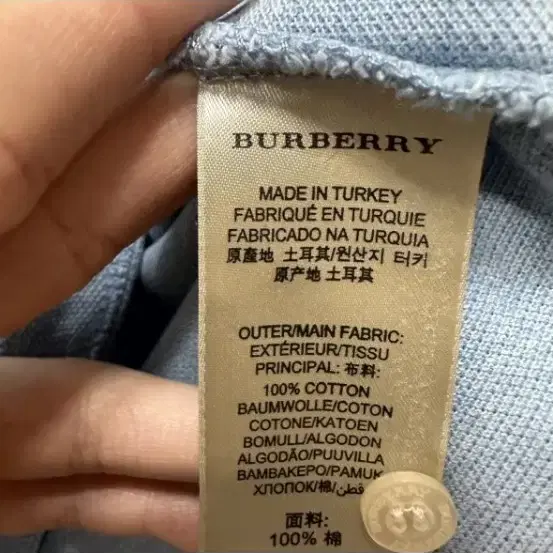 BURBERRY
MADE IN TURKEY
FABRIQUÉ EN TURQUIE
FABRICADO NA TURQUIA
原產地 土耳其/원산지 터키
原产地 土耳其
OUTER/MAIN FABRIC:
EXTÉRIEUR/TISSU
PRINCIPAL: 布料:
100% COTTON
BAUMWOLLE/COTON
COTONE/KATOEN
BOMULL/ALGODON
ALGODÃO/PUUVILLA
BAMBAKEPO/PAMUK
ХЛОПОК/棉/قطن/
面料:
100% 棉
BURBERRY